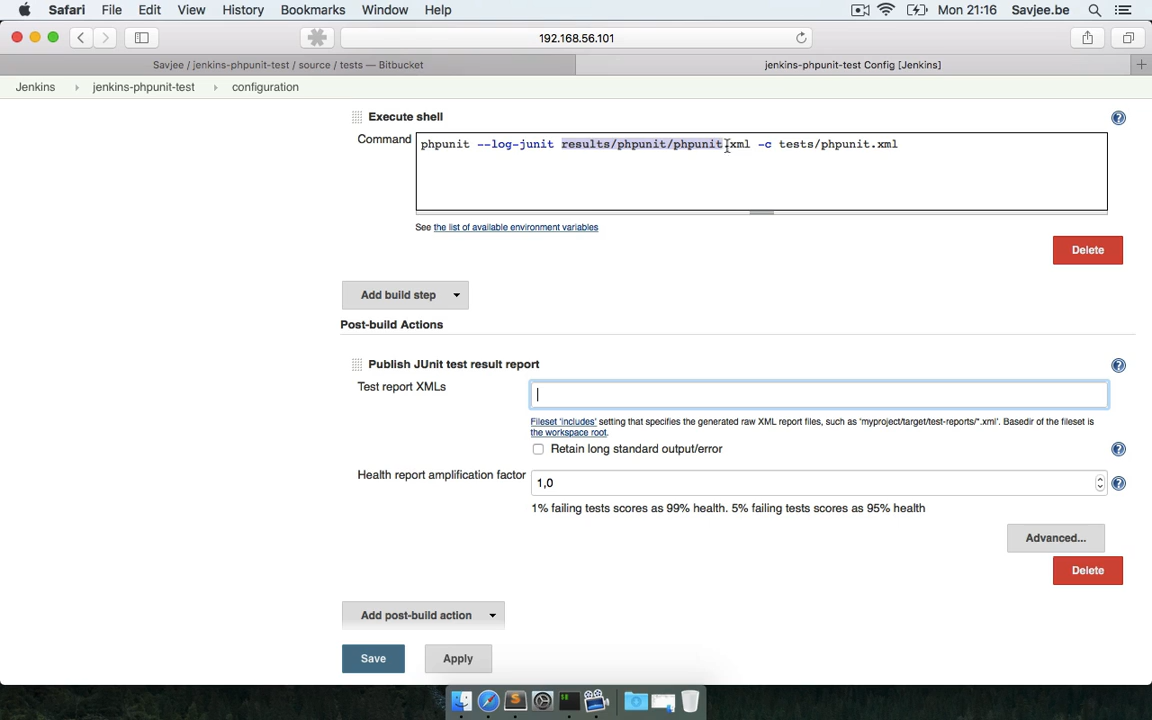 Safari File Edit View History Bookmarks Window Help Mon 21:16 Savjee.be
192.168.56.101
Savjee / jenkins-phpunit-test / source / tests — Bitbucket
jenkins-phpunit-test Config [Jenkins]
Jenkins jenkins-phpunit-test configuration
Execute shell
Command
phpunit --log-junit results/phpunit/phpunit.xml -c tests/phpunit.xml
See the list of available environment variables
Delete
Add build step
Post-build Actions
Publish JUnit test result report
Test report XMLs
Fileset 'includes' setting that specifies the generated raw XML report files, such as 'myproject/target/test-reports/*.xml'. Basedir of the fileset is
the workspace root.
Retain long standard output/error
Health report amplification factor
1,0
1% failing tests scores as 99% health. 5% failing tests scores as 95% health
Advanced...
Delete
Add post-build action
Save Apply